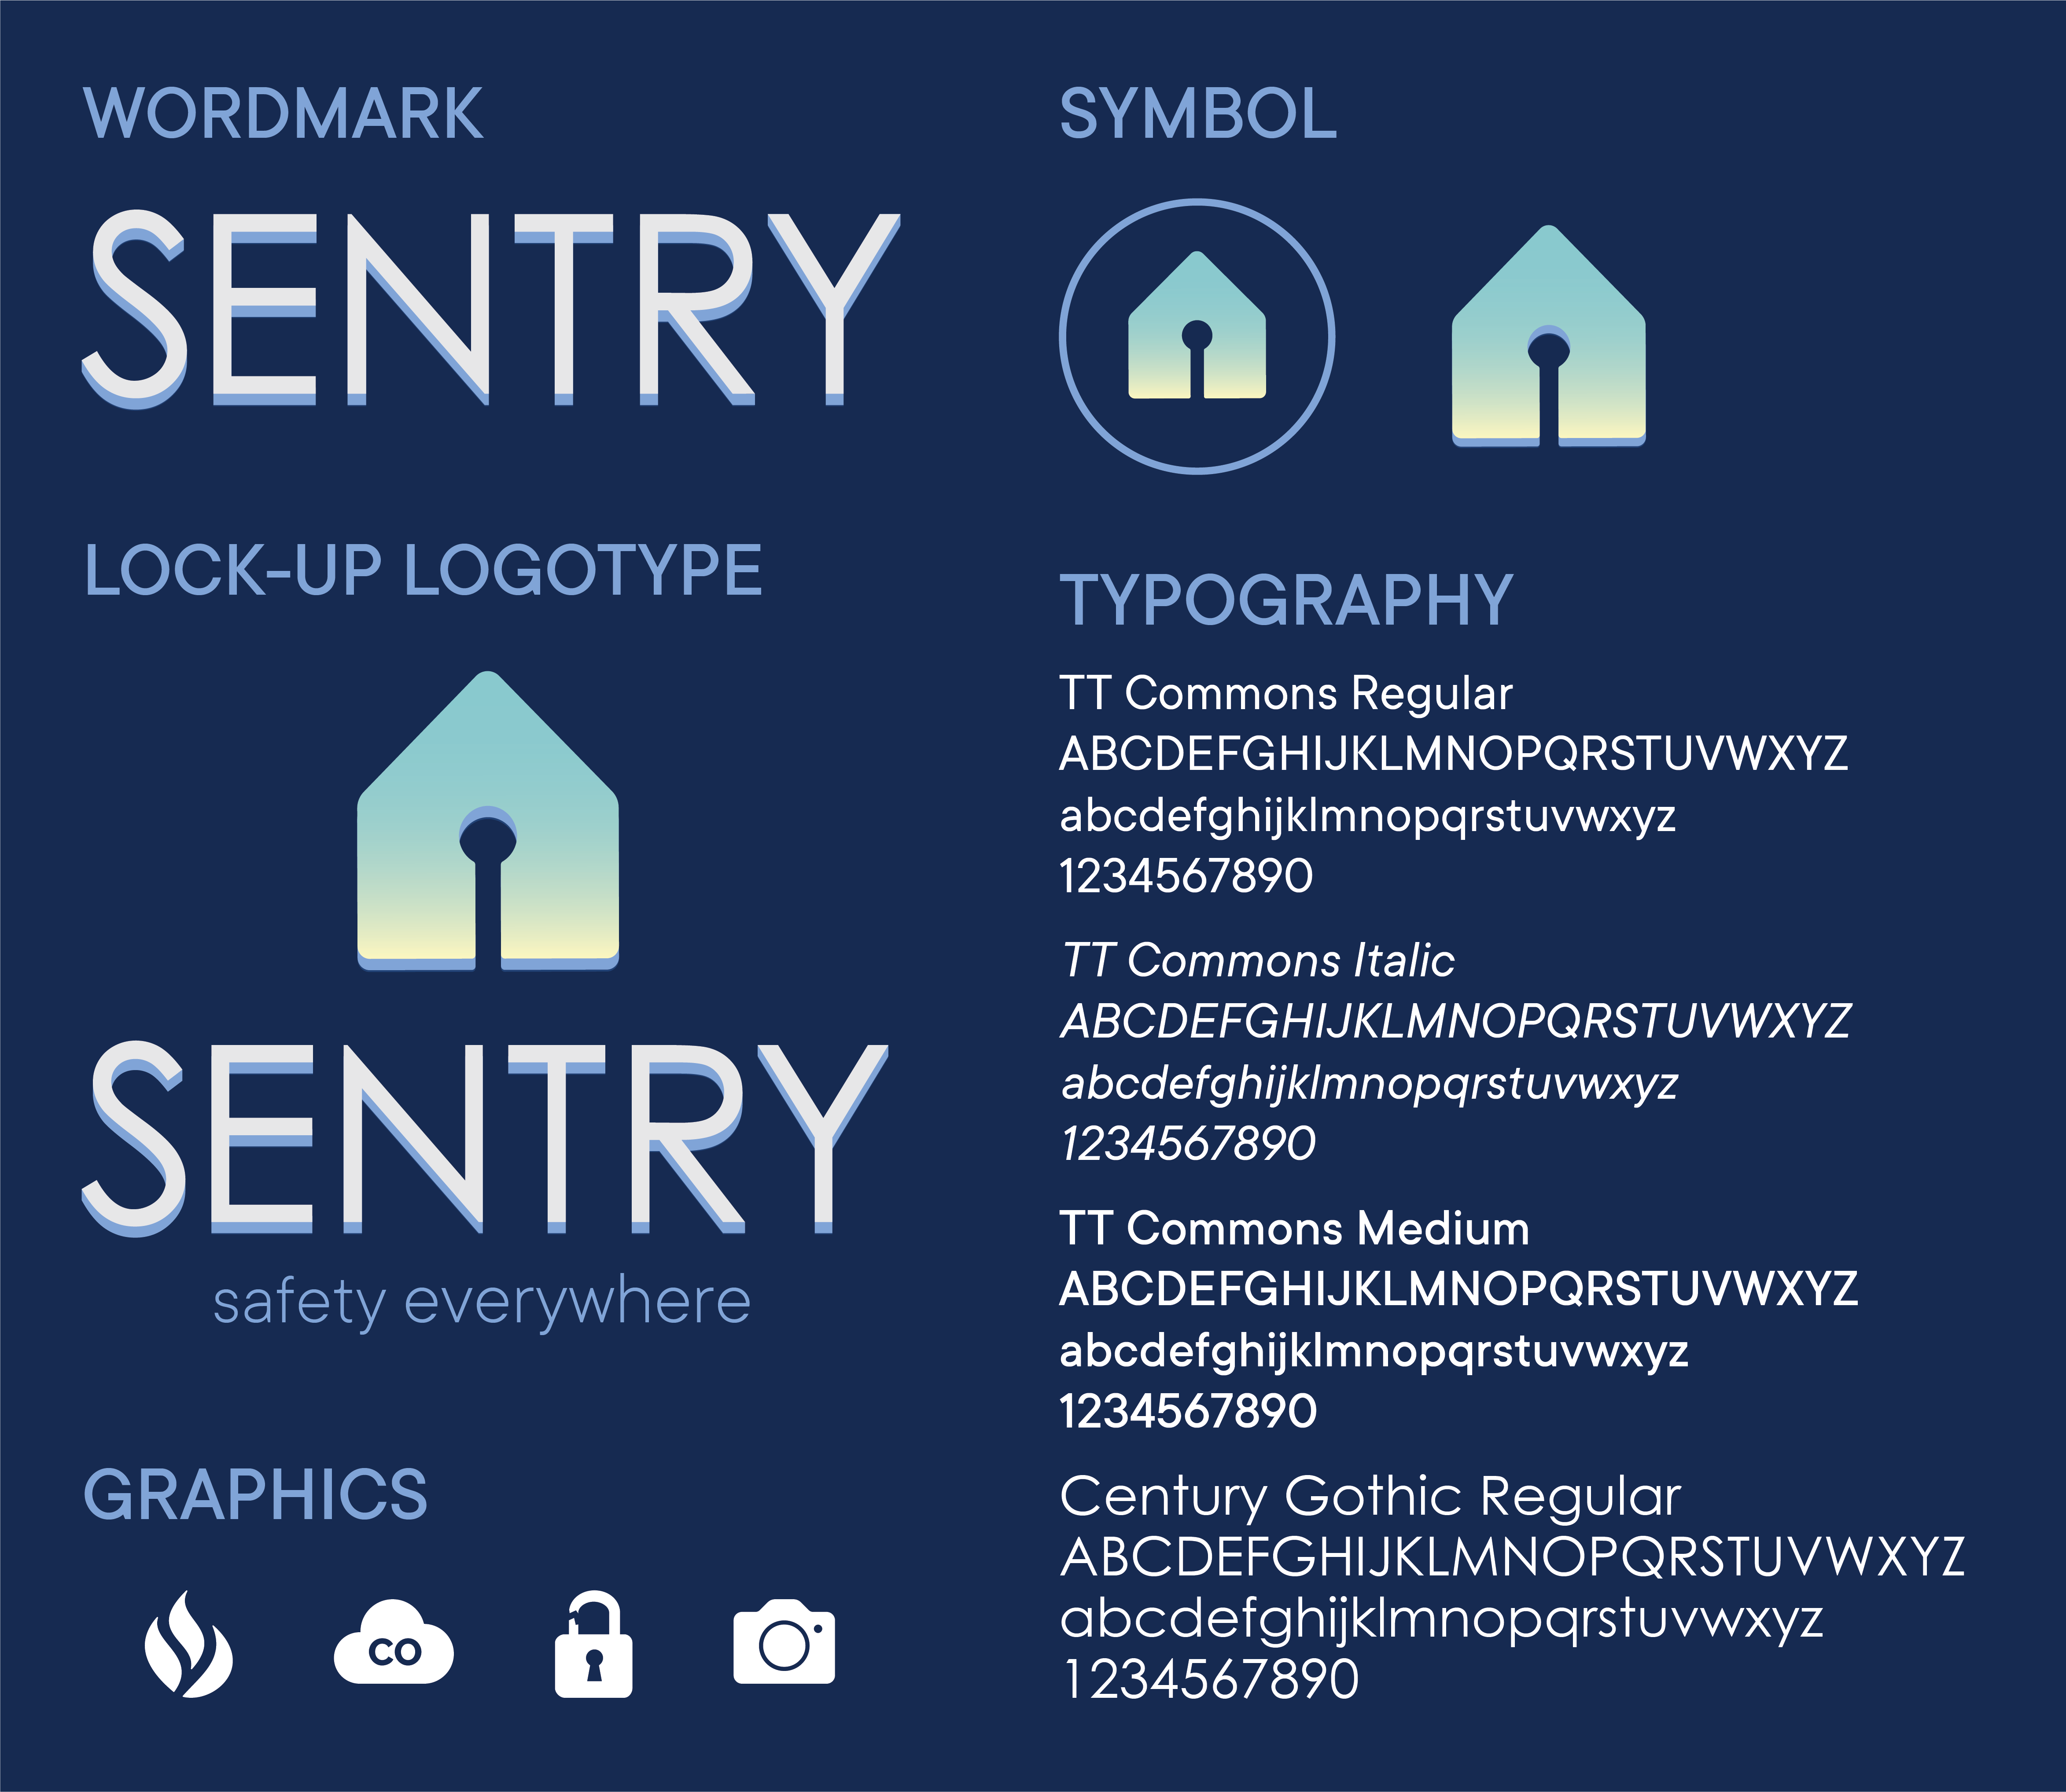 WORDMARK
SENTRY
LOCK-UP LOGOTYPE
SENTRY
safety everywhere
GRAPHICS
CO
SYMBOL
TYPOGRAPHY
TT Commons Regular
ABCDEFGHIJKLMNOPQRSTUVWXYZ
abcdefghijklmnopqrstuvwxyz
1234567890
TT Commons Italic
ABCDEFGHIJKLMNOPQRSTUVWXYZ
abcdefghijklmnopqrstuvwxyz
1234567890
TT Commons Medium
ABCDEFGHIJKLMNOPQRSTUVWXYZ
abcdefghijklmnopqrstuvwxyz
1234567890
Century Gothic Regular
ABCDEFGHIJKLMNOPQRSTUVWXYZ
abcdefghijklmnopqrstuvwxyz
1234567890